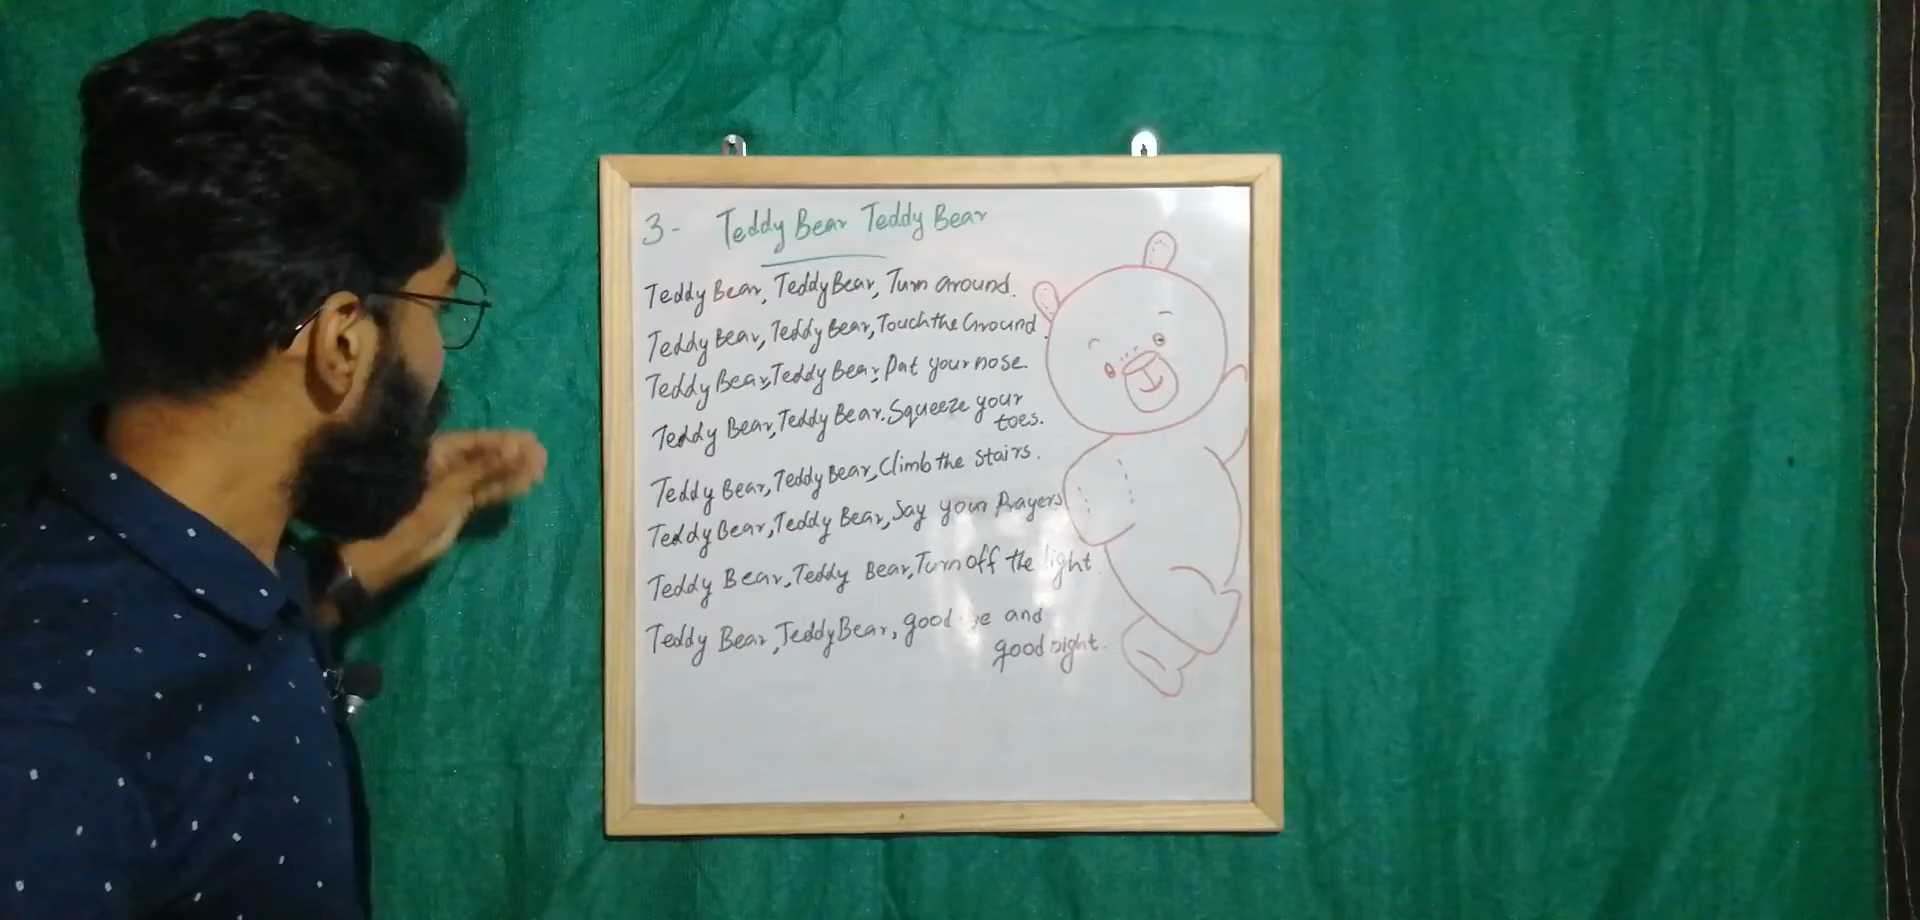 3- Teddy Bear Teddy Bear
Teddy Bear, Teddy Bear, Turn around.
Teddy Bear, Teddy Bear, Touch the Ground.
Teddy Bear, Teddy Bear, Pat your nose.
Teddy Bear, Teddy Bear. Squeeze your
toes.
Teddy Bear, Teddy Bear, Climb the stairs.
Teddy Bear, Teddy Bear, Say your Prayers
Teddy Bear, Teddy Bear, Turn off the light.
Teddy Bear, Teddy Bear, good and
good night.